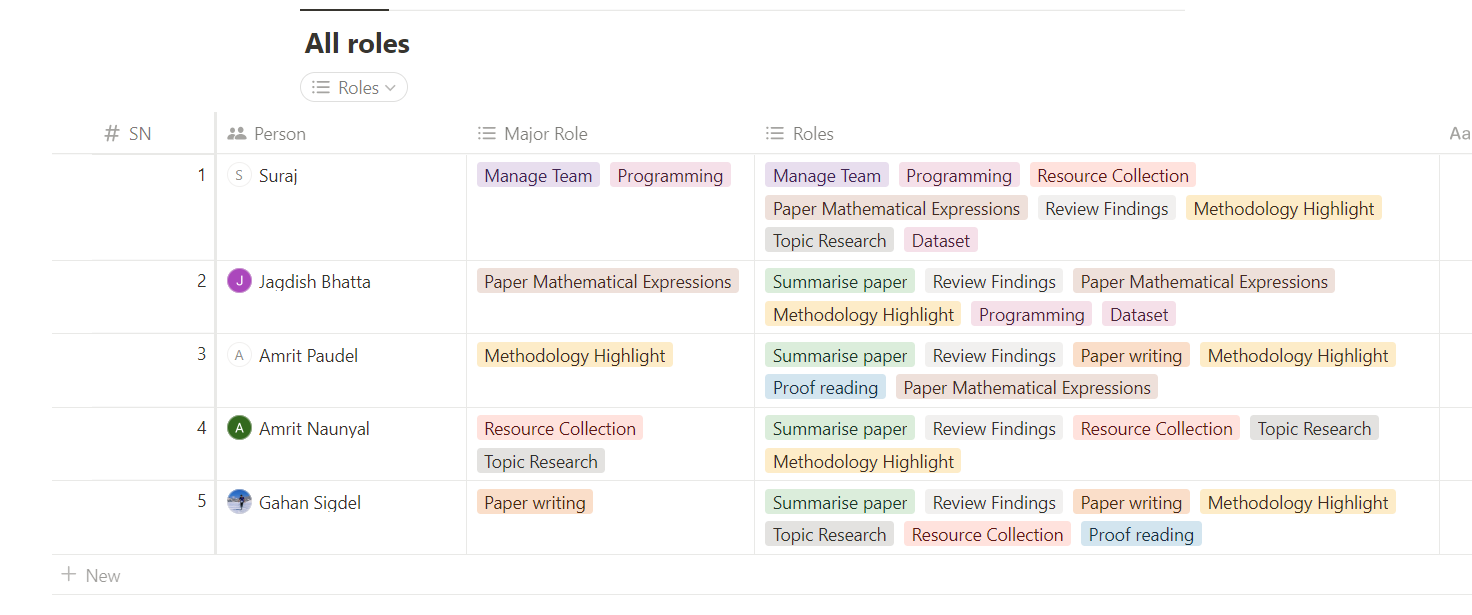 All roles
Roles
# SN Person Major Role Roles Aa
1 S Suraj Manage Team Programming Manage Team Programming Resource Collection
Paper Mathematical Expressions Review Findings Methodology Highlight
Topic Research Dataset
2 J Jagdish Bhatta Paper Mathematical Expressions Summarise paper Review Findings Paper Mathematical Expressions
Methodology Highlight Programming Dataset
3 A Amrit Paudel Methodology Highlight Summarise paper Review Findings Paper writing Methodology Highlight
Proof reading Paper Mathematical Expressions
4 A Amrit Naunyal Resource Collection Summarise paper Review Findings Resource Collection Topic Research
Topic Research Methodology Highlight
5 Gahan Sigdel Paper writing Summarise paper Review Findings Paper writing Methodology Highlight
Topic Research Resource Collection Proof reading
+ New